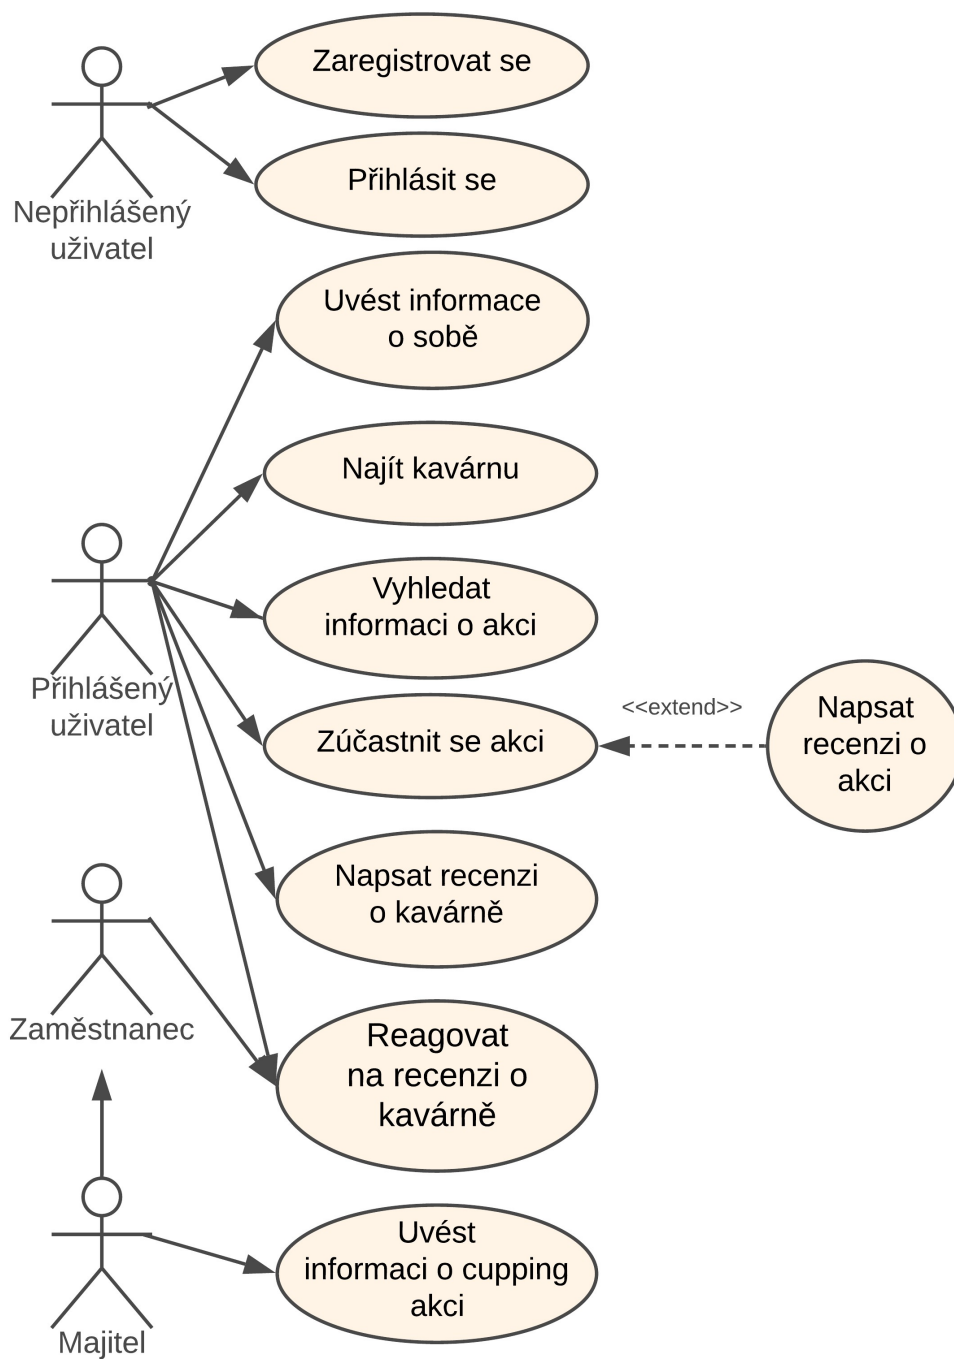 Zaregistrovat se
Přihlásit se
Nepřihlášený
uživatel
Uvést informace
o sobě
Najít kavárnu
Vyhledat
informaci o akci
Přihlášený
uživatel
Zúčastnit se akci
<<extend>>
Napsat
recenzi o
akci
Napsat recenzi
o kavárně
Zaměstnanec
Reagovat
na recenzi o
kavárně
Uvést
informaci o cupping
akci
Majitel